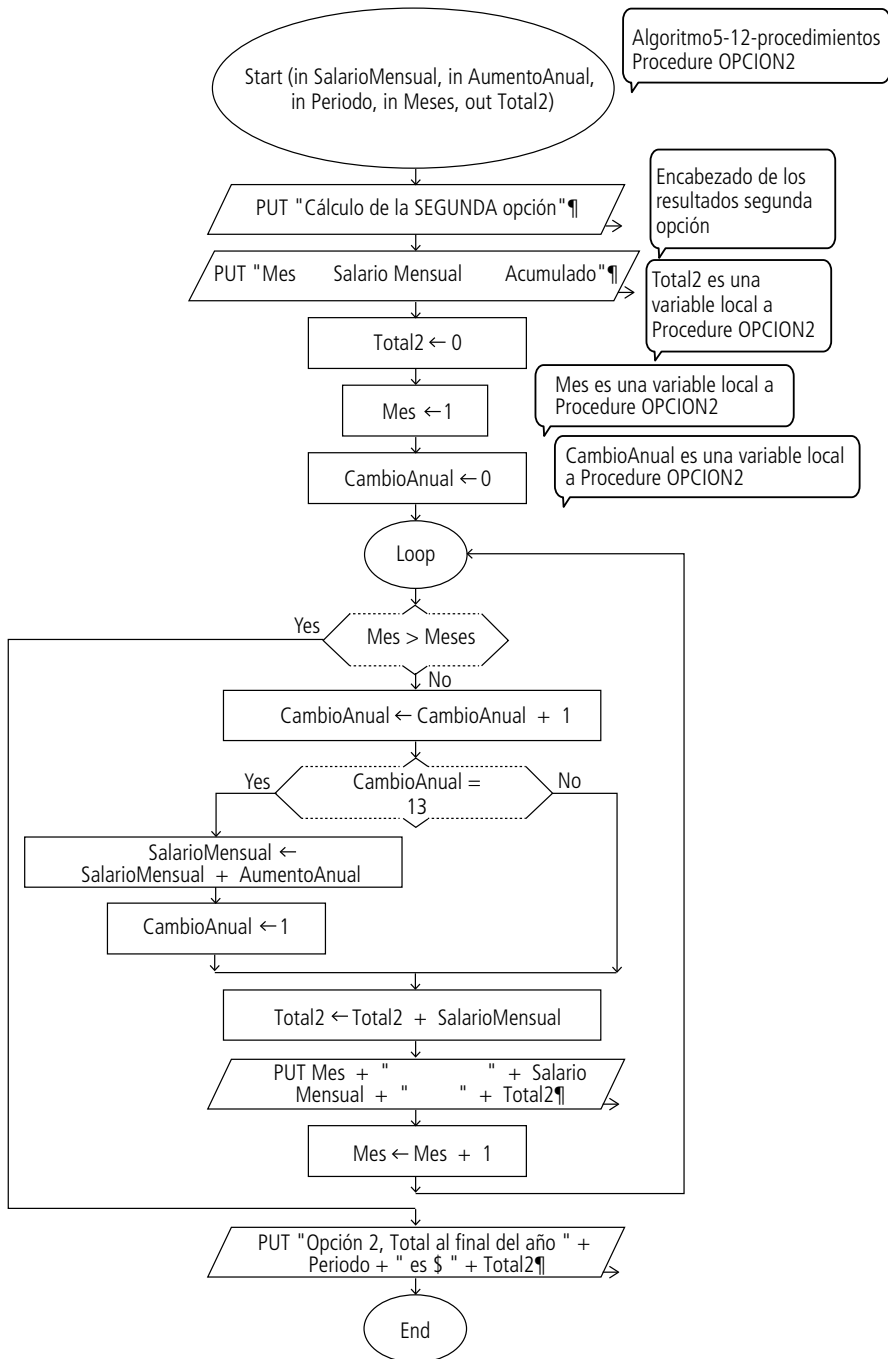 Algoritmo5-12-procedimientos
Procedure OPCION2
Start (in SalarioMensual, in AumentoAnual,
in Periodo, in Meses, out Total2)
PUT "Cálculo de la SEGUNDA opción"¶
Encabezado de los
resultados segunda
opción
PUT "Mes Salario Mensual Acumulado"¶
Total2 es una
variable local a
Procedure OPCION2
Total2 ← 0
Mes ← 1
Mes es una variable local a
Procedure OPCION2
CambioAnual ← 0
CambioAnual es una variable local
a Procedure OPCION2
Loop
Yes
Mes > Meses
No
CambioAnual ← CambioAnual + 1
Yes
CambioAnual =
13
No
SalarioMensual ←
SalarioMensual + AumentoAnual
CambioAnual ← 1
Total2 ← Total2 + SalarioMensual
PUT Mes + " " + Salario
Mensual + " " + Total2¶
Mes ← Mes + 1
PUT "Opción 2, Total al final del año " +
Periodo + " es $ " + Total2¶
End